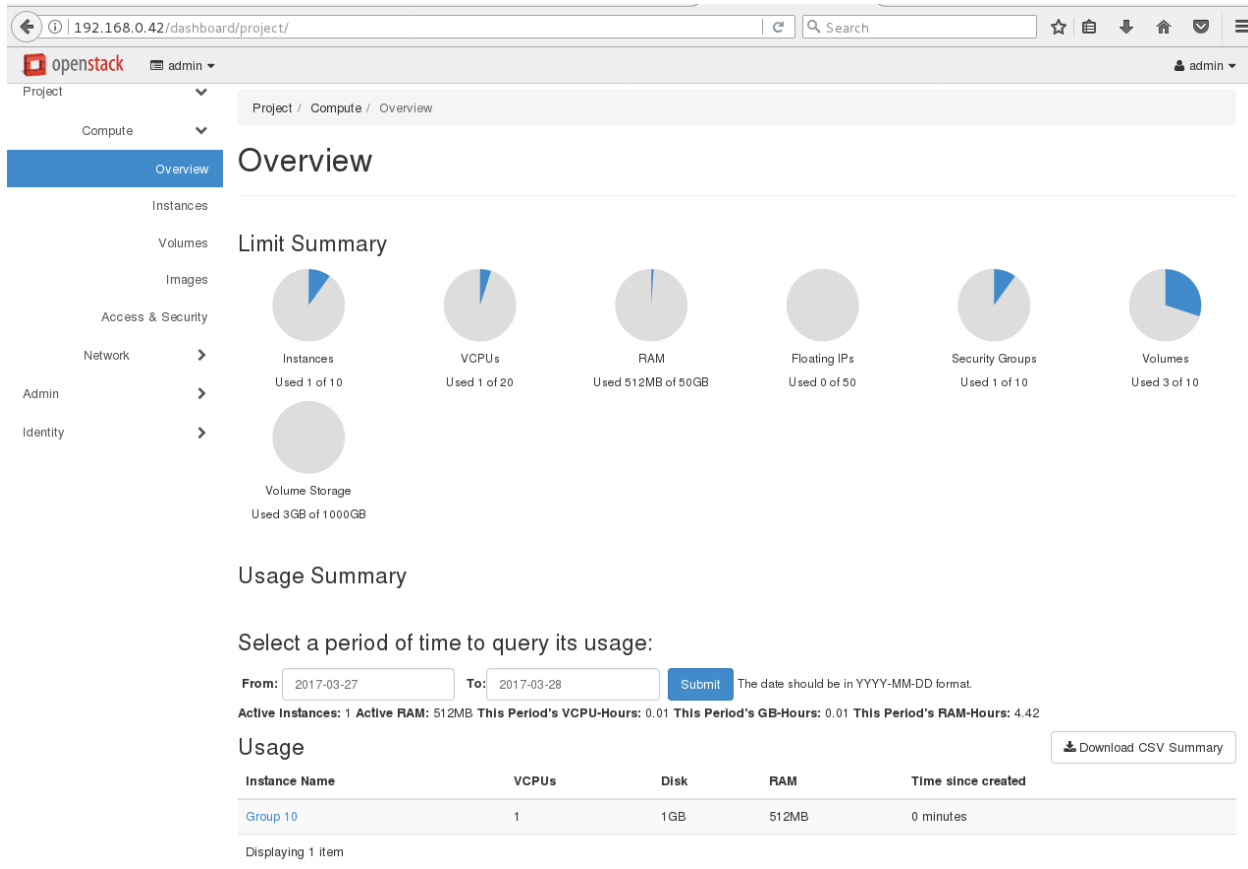 192.168.0.42/dashboard/project/
Search
openstack
admin
admin
Project
Compute
Overview
Instances
Volumes
Images
Access & Security
Network
Admin
Identity
Project / Compute / Overview
Overview
Limit Summary
Instances
Used 1 of 10
VCPUs
Used 1 of 20
RAM
Used 512MB of 50GB
Floating IPs
Used 0 of 50
Security Groups
Used 1 of 10
Volumes
Used 3 of 10
Volume Storage
Used 3GB of 1000GB
Usage Summary
Select a period of time to query its usage:
From: 2017-03-27 To: 2017-03-28 Submit The date should be in YYYY-MM-DD format.
Active Instances: 1 Active RAM: 512MB This Period's VCPU-Hours: 0.01 This Period's GB-Hours: 0.01 This Period's RAM-Hours: 4.42
Usage
Download CSV Summary
Instance Name VCPUs Disk RAM Time since created
Group 10 1 1GB 512MB 0 minutes
Displaying 1 item